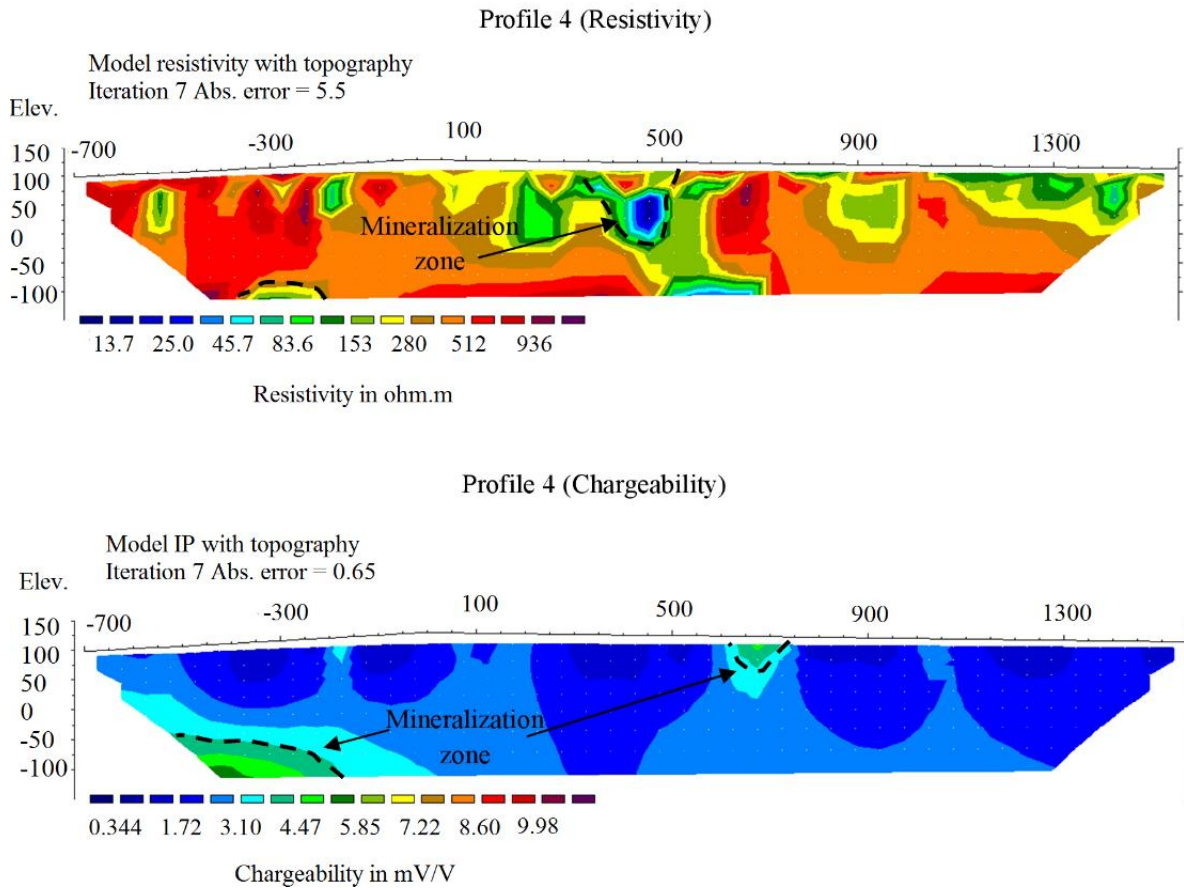 Profile 4 (Resistivity)
Model resistivity with topography
Iteration 7 Abs. error = 5.5
Elev.
-700 -300 100 500 900 1300
150
100
50
0
-50
-100
Mineralization
zone
13.7 25.0 45.7 83.6 153 280 512 936
Resistivity in ohm.m
Profile 4 (Chargeability)
Model IP with topography
Iteration 7 Abs. error = 0.65
Elev.
-700 -300 100 500 900 1300
150
100
50
0
-50
-100
Mineralization
zone
0.344 1.72 3.10 4.47 5.85 7.22 8.60 9.98
Chargeability in mV/V